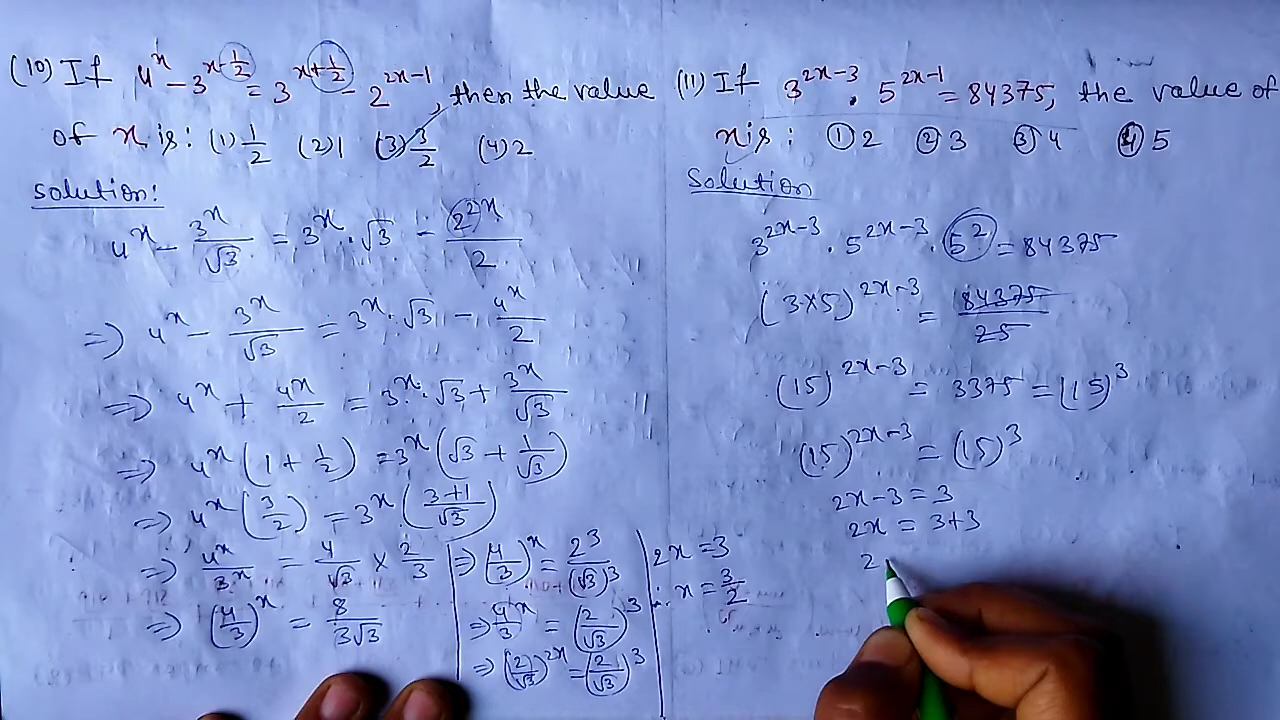 (10) If 4^x - 3^(x-1/2) = 3^(x+1/2) - 2^(2x-1), then the value
of x is: (1) 1/2 (2) 1 (3) 3/2 (4) 2
Solution:
4^x - 3^x/√3 = 3^x · √3 - 2^2x/2
=> 4^x - 3^x/√3 = 3^x · √3 - 4^x/2
=> 4^x + 4^x/2 = 3^x · √3 + 3^x/√3
=> 4^x (1 + 1/2) = 3^x (√3 + 1/√3)
=> 4^x (3/2) = 3^x ((3+1)/√3)
=> 4^x/3^x = 4/√3 × 2/3
=> (4/3)^x = 8/3√3
=> (4/3)^x = 2^3/(√3)^3
=> 4^x/3 = (2/√3)^3
=> (2/√3)^2x = (2/√3)^3
2x = 3
∴ x = 3/2
(11) If 3^(2x-3) · 5^(2x-1) = 84375, the value of
x is: ① 2 ② 3 ③ 4 ④ 5
Solution
3^(2x-3) · 5^(2x-3) · 5^2 = 84375
(3×5)^(2x-3) = 84375/25
(15)^(2x-3) = 3375 = (15)^3
(15)^(2x-3) = (15)^3
2x-3 = 3
2x = 3+3
2